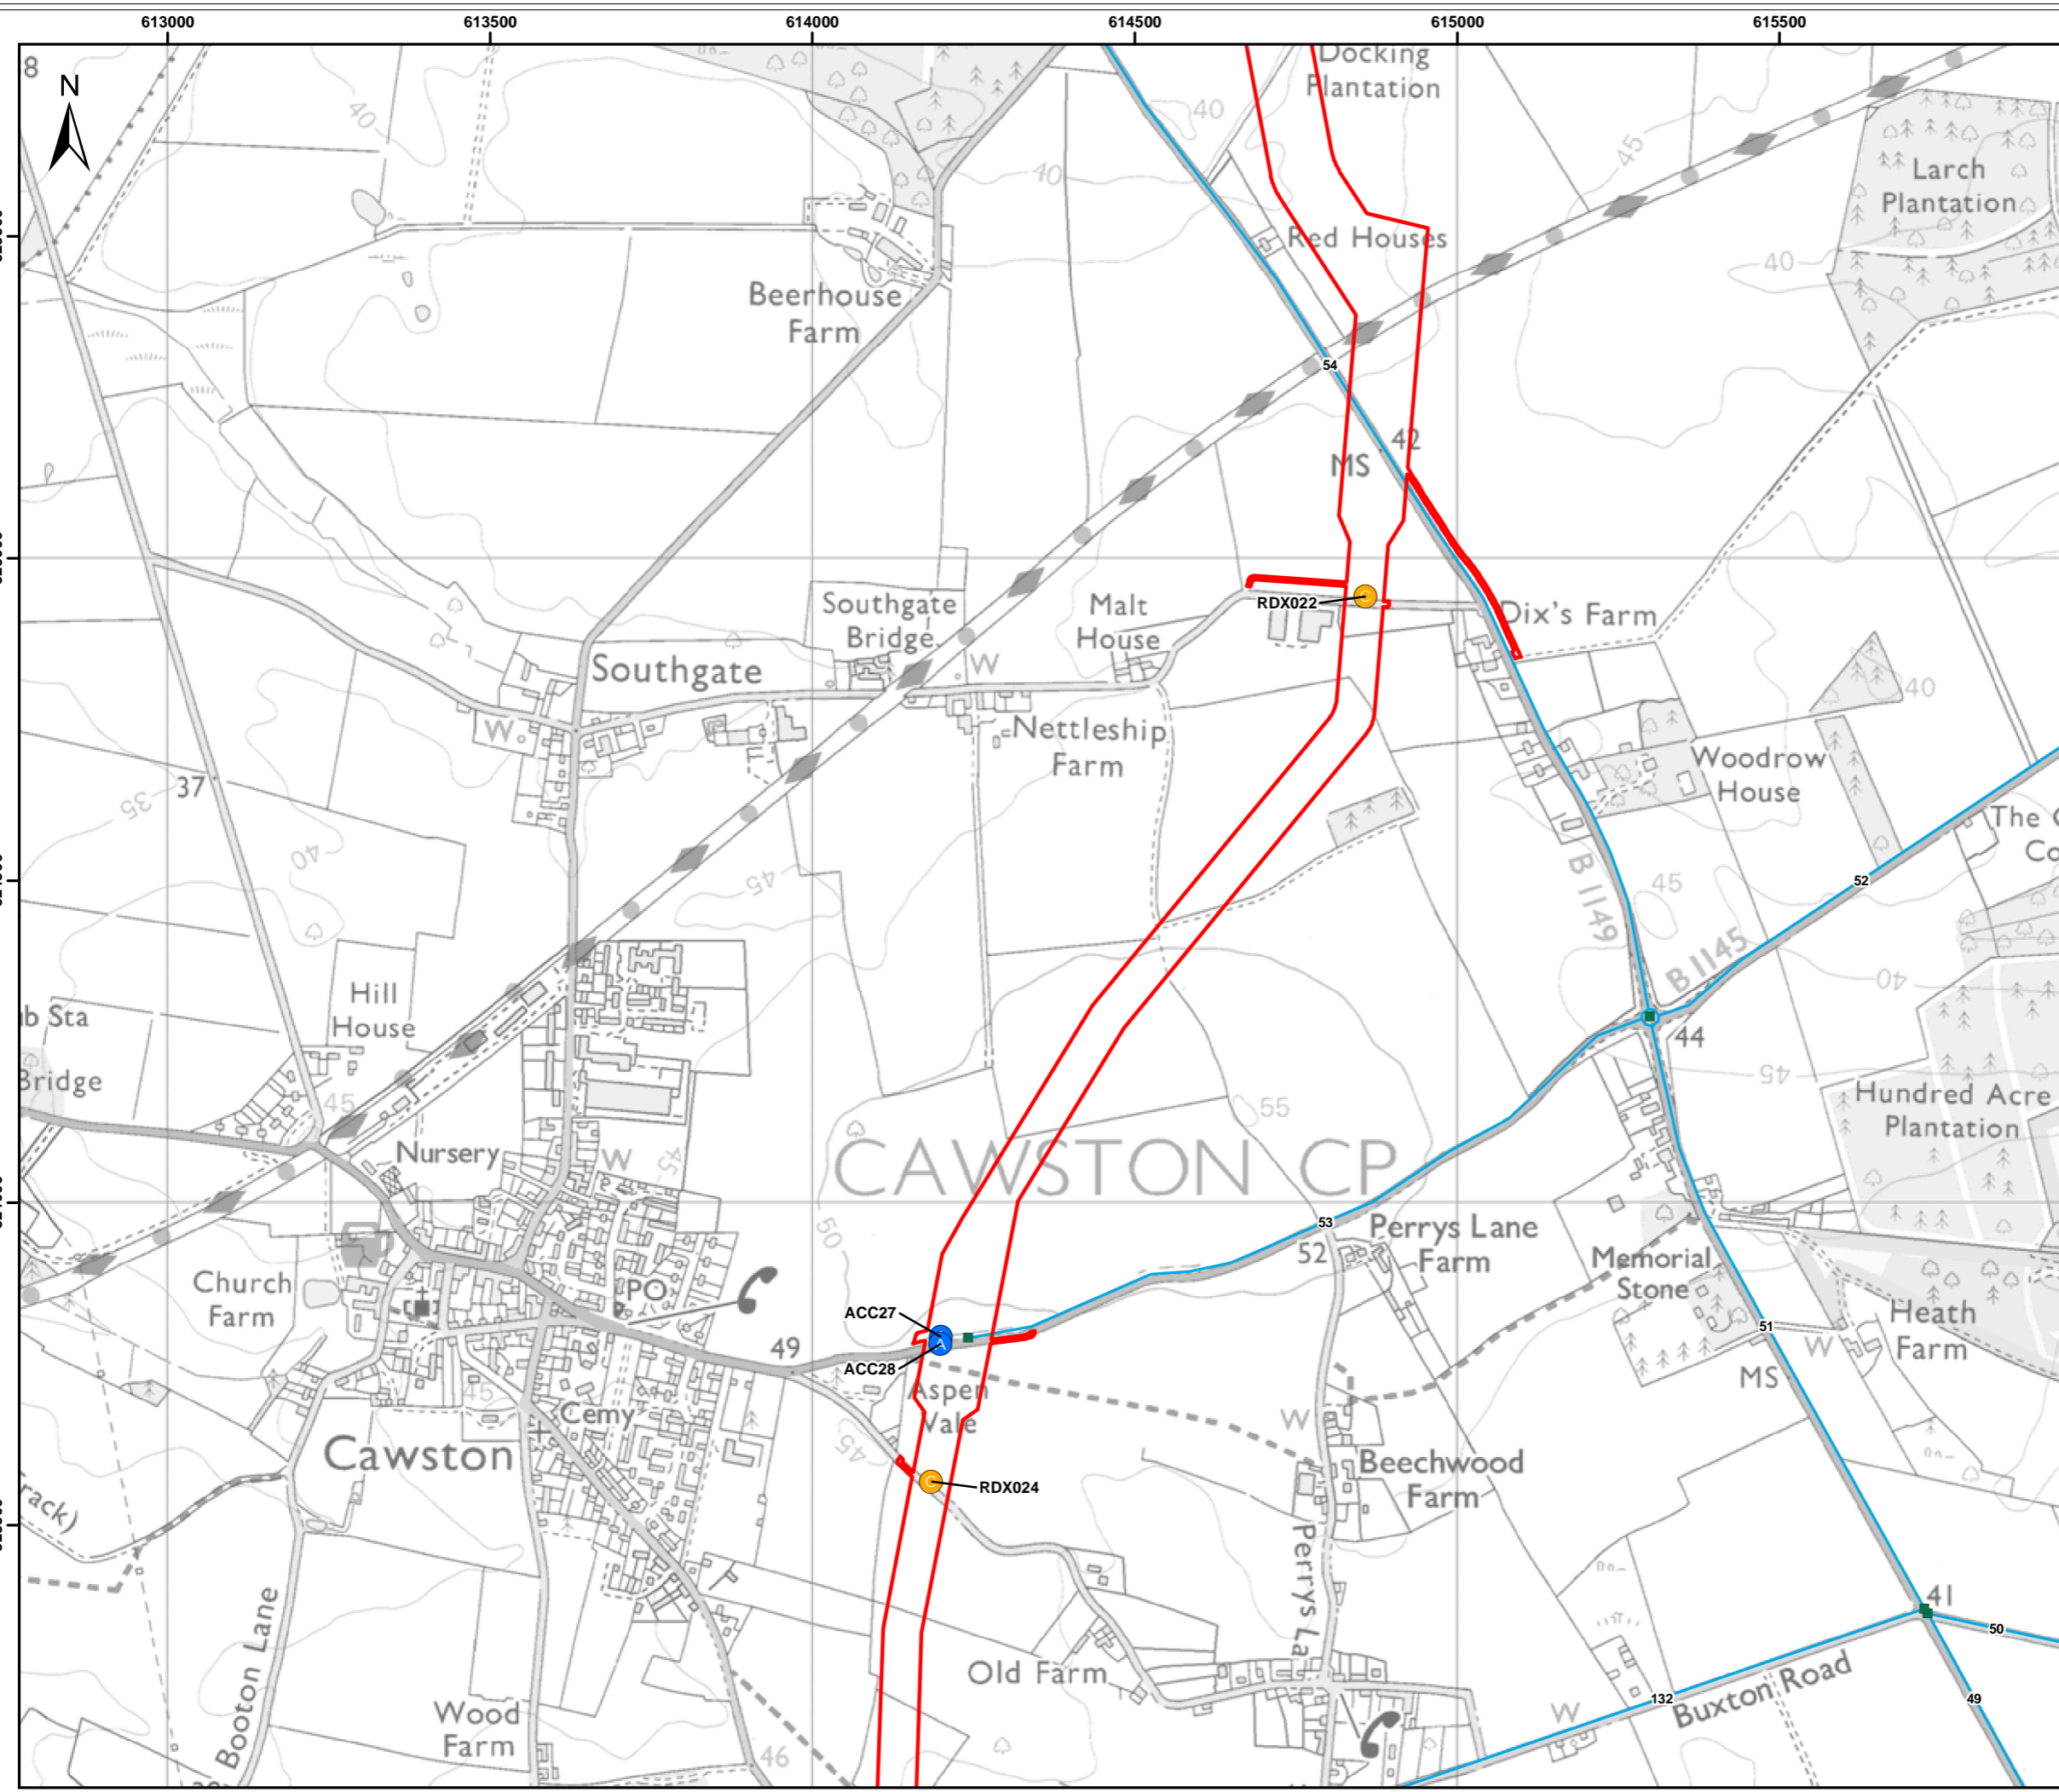 613000 613500 614000 614500 615000 615500
8
N
40
Docking
Plantation
40
40
45
Larch
Plantation
40
Red Houses
Beerhouse
Farm
54
42
MS
Southgate
Bridge
Malt
House
RDX022
C
Dix's Farm
Southgate
W
W
Nettleship
Farm
40
Woodrow
House
37
35
40
45
B 1149
45
52
B 1145
40
Hill
House
44
45
Bridge
45
55
Hundred Acre
Plantation
Nursery
W
45
CAWSTON CP
50
53
52
Perrys Lane
Farm
Memorial
Stone
Church
Farm
PO
Heath
Farm
ACC27
A
ACC28
49
51
W
MS
Aspen
Vale
45
Cemy
45
W
Cawston
Beechwood
Farm
C
RDX024
Perrys La
41
50
Old Farm
Booton Lane
132
Buxton Road
49
Wood
Farm
W
46